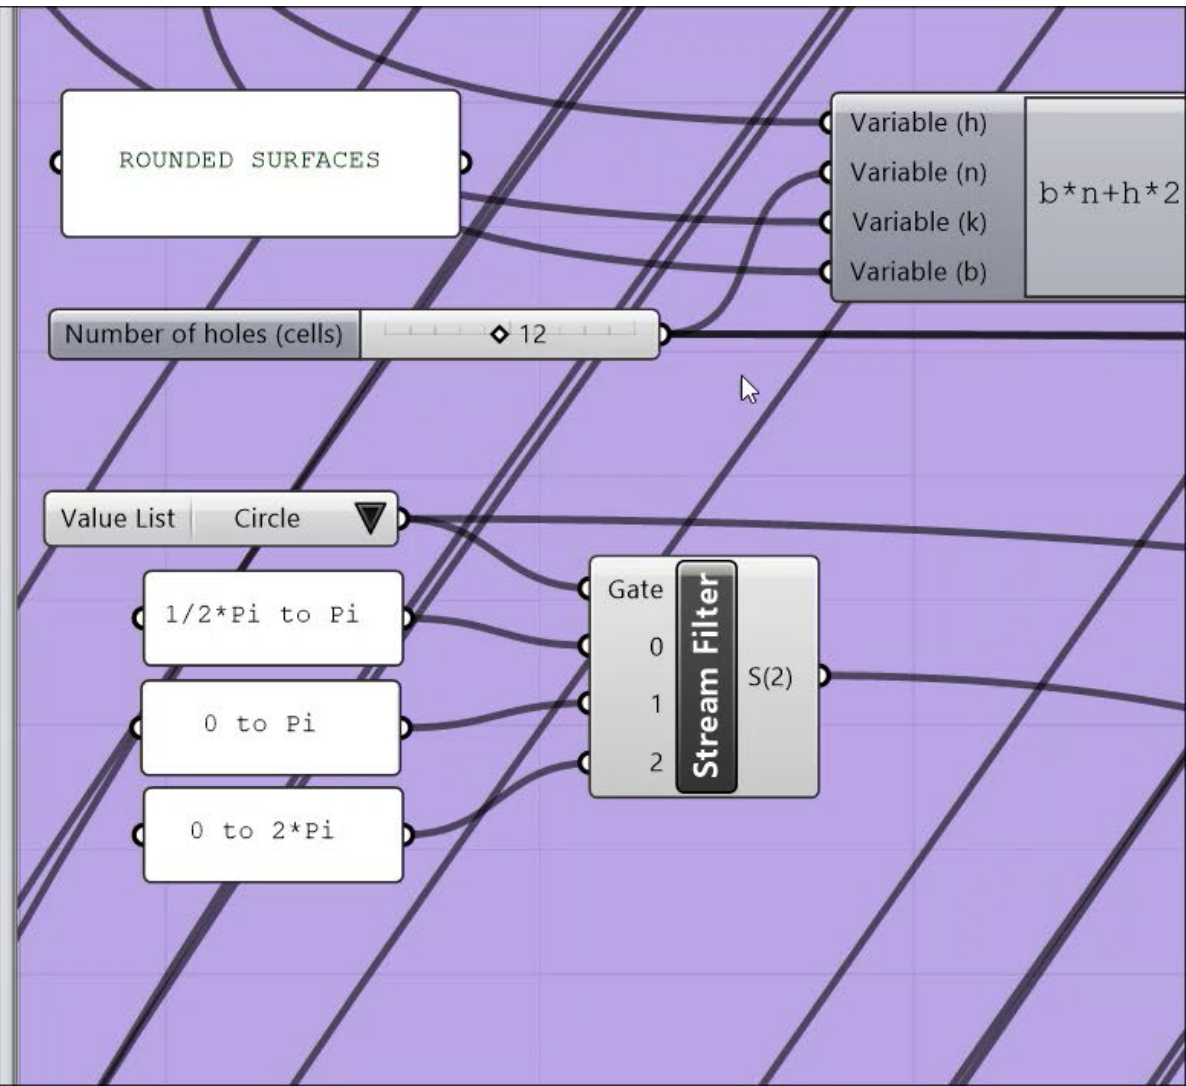 ROUNDED SURFACES
Variable (h)
Variable (n)
Variable (k)
Variable (b)
b*n+h*2
Number of holes (cells)
12
Value List
Circle
1/2*Pi to Pi
0 to Pi
0 to 2*Pi
Gate
0
1
2
Stream Filter
S(2)